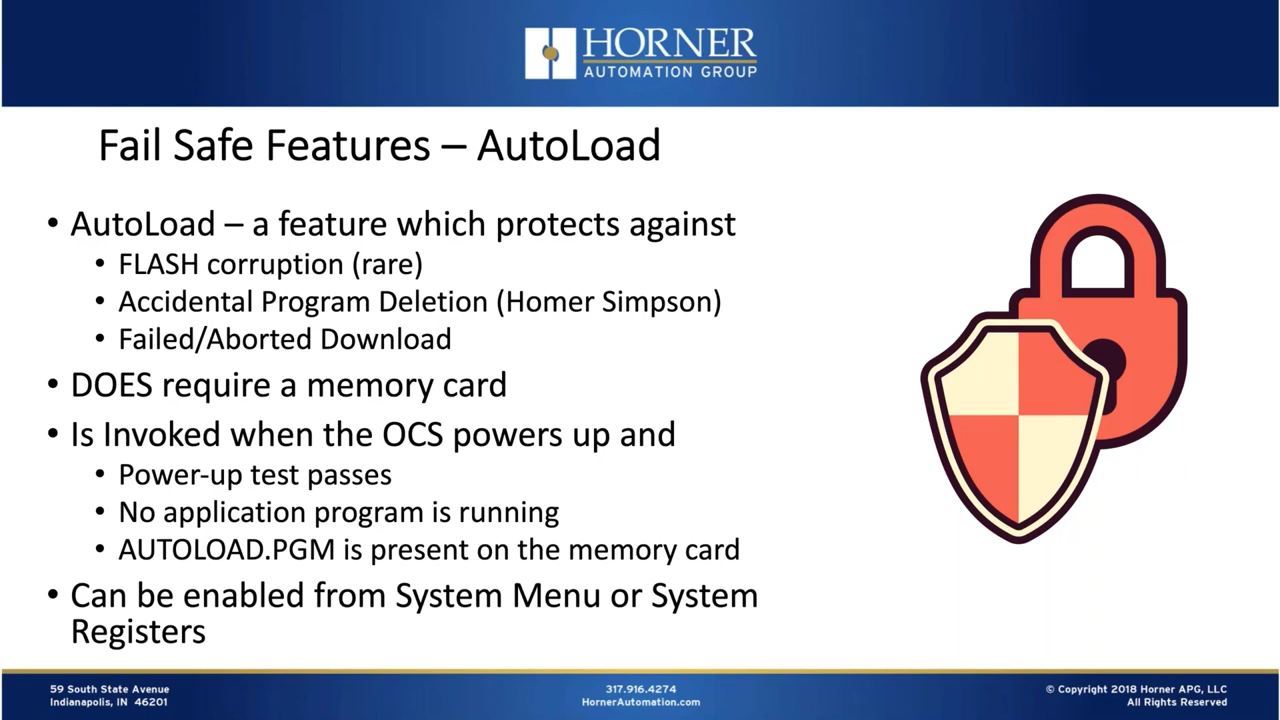 HORNER
AUTOMATION GROUP
Fail Safe Features – AutoLoad
• AutoLoad – a feature which protects against
• FLASH corruption (rare)
• Accidental Program Deletion (Homer Simpson)
• Failed/Aborted Download
• DOES require a memory card
• Is Invoked when the OCS powers up and
• Power-up test passes
• No application program is running
• AUTOLOAD.PGM is present on the memory card
• Can be enabled from System Menu or System
Registers
59 South State Avenue
Indianapolis, IN 46201
317.916.4274
HornerAutomation.com
© Copyright 2018 Horner APG, LLC
All Rights Reserved